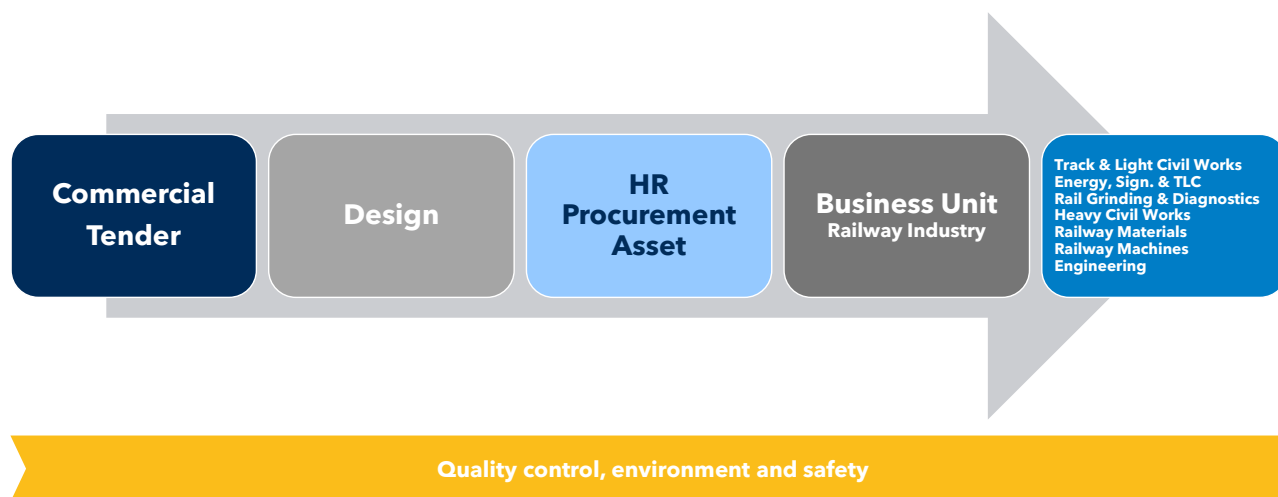 Commercial
Tender
Design
HR
Procurement
Asset
Business Unit
Railway Industry
Track & Light Civil Works
Energy, Sign. & TLC
Rail Grinding & Diagnostics
Heavy Civil Works
Railway Materials
Railway Machines
Engineering
Quality control, environment and safety